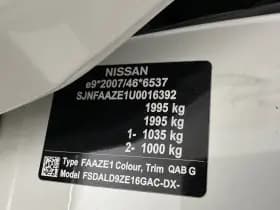 NISSAN
e9*2007/46*6537
SJNFAAZE1U0016392
1995 kg
1995 kg
1- 1035 kg
2- 1000 kg
Type FAAZE1 Colour, Trim QAB G
Model FSDALD9ZE16GAC-DX-